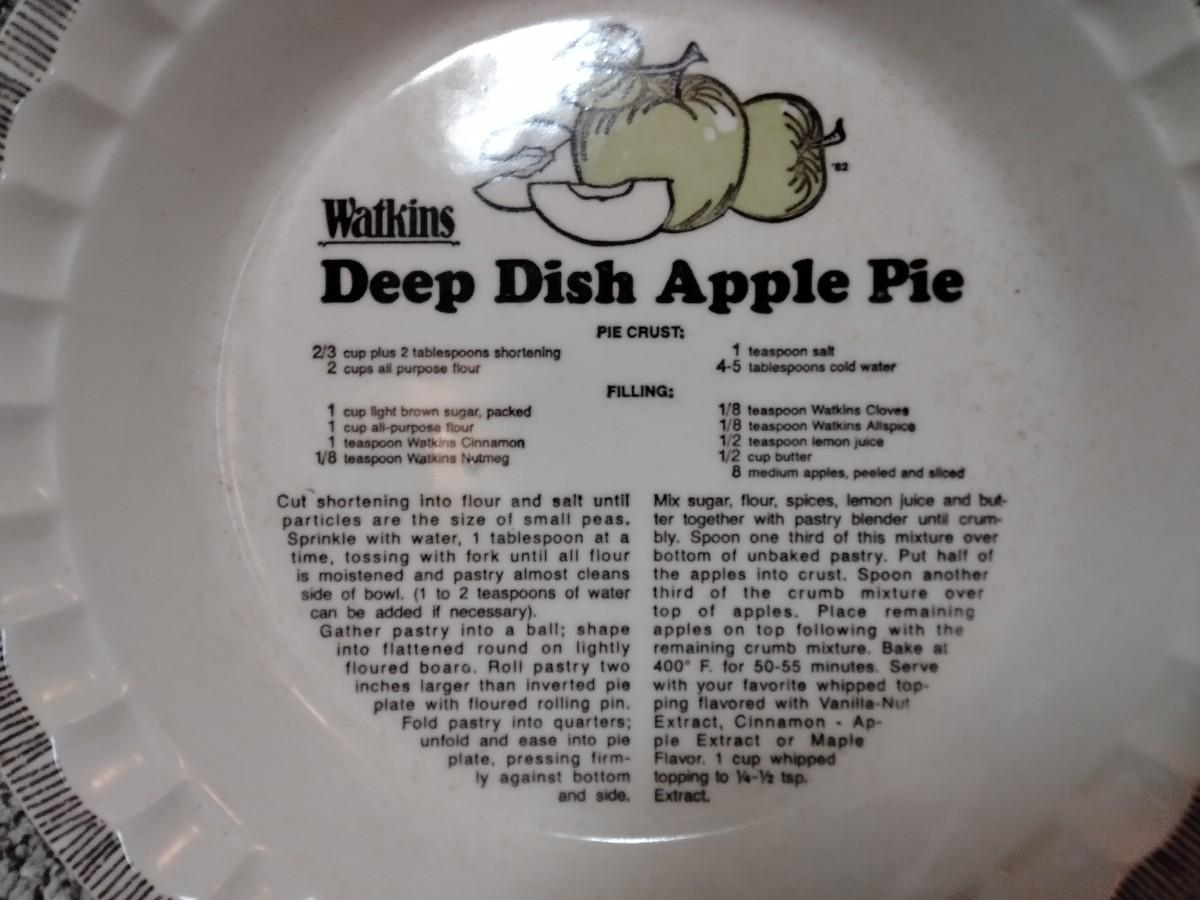 '82
Watkins
Deep Dish Apple Pie
PIE CRUST:
2/3 cup plus 2 tablespoons shortening
2 cups all purpose flour
1 teaspoon salt
4-5 tablespoons cold water
FILLING:
1 cup light brown sugar, packed
1 cup all-purpose flour
1 teaspoon Watkins Cinnamon
1/8 teaspoon Watkins Nutmeg
1/8 teaspoon Watkins Cloves
1/8 teaspoon Watkins Allspice
1/2 teaspoon lemon juice
1/2 cup butter
8 medium apples, peeled and sliced
Cut shortening into flour and salt until
particles are the size of small peas.
Sprinkle with water, 1 tablespoon at a
time, tossing with fork until all flour
is moistened and pastry almost cleans
side of bowl. (1 to 2 teaspoons of water
can be added if necessary).
Gather pastry into a ball; shape
into flattened round on lightly
floured board. Roll pastry two
inches larger than inverted pie
plate with floured rolling pin.
Fold pastry into quarters;
unfold and ease into pie
plate, pressing firm-
ly against bottom
and side.
Mix sugar, flour, spices, lemon juice and but-
ter together with pastry blender until crum-
bly. Spoon one third of this mixture over
bottom of unbaked pastry. Put half of
the apples into crust. Spoon another
third of the crumb mixture over
top of apples. Place remaining
apples on top following with the
remaining crumb mixture. Bake at
400° F. for 50-55 minutes. Serve
with your favorite whipped top-
ping flavored with Vanilla-Nut
Extract, Cinnamon - Ap-
ple Extract or Maple
Flavor. 1 cup whipped
topping to ¼-½ tsp.
Extract.